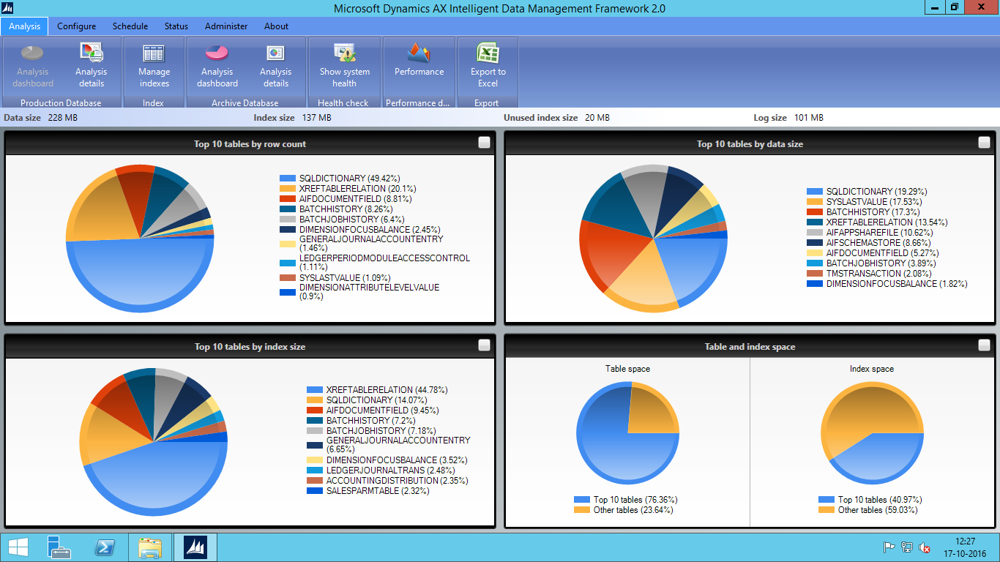 Microsoft Dynamics AX Intelligent Data Management Framework 2.0
Analysis Configure Schedule Status Administer About
Analysis dashboard
Analysis details
Production Database
Manage indexes
Index
Analysis dashboard
Analysis details
Archive Database
Show system health
Health check
Performance
Performance d...
Export to Excel
Export
Data size 228 MB Index size 137 MB Unused index size 20 MB Log size 101 MB
Top 10 tables by row count
SQLDICTIONARY (49.42%)
XREFTABLERELATION (20.1%)
AIFDOCUMENTFIELD (8.81%)
BATCHHISTORY (8.26%)
BATCHJOBHISTORY (6.4%)
DIMENSIONFOCUSBALANCE (2.45%)
GENERALJOURNALACCOUNTENTRY
(1.46%)
LEDGERPERIODMODULEACCESSCONTROL
(1.11%)
SYSLASTVALUE (1.09%)
DIMENSIONATTRIBUTELEVELVALUE
(0.9%)
Top 10 tables by data size
SQLDICTIONARY (19.29%)
SYSLASTVALUE (17.53%)
BATCHHISTORY (17.3%)
XREFTABLERELATION (13.54%)
AIFAPPSHAREFILE (10.62%)
AIFSCHEMASTORE (8.66%)
AIFDOCUMENTFIELD (5.27%)
BATCHJOBHISTORY (3.89%)
TMSTRANSACTION (2.08%)
DIMENSIONFOCUSBALANCE (1.82%)
Top 10 tables by index size
XREFTABLERELATION (44.78%)
SQLDICTIONARY (14.07%)
AIFDOCUMENTFIELD (9.45%)
BATCHHISTORY (7.2%)
BATCHJOBHISTORY (7.18%)
GENERALJOURNALACCOUNTENTRY
(6.65%)
DIMENSIONFOCUSBALANCE (3.52%)
LEDGERJOURNALTRANS (2.48%)
ACCOUNTINGDISTRIBUTION (2.35%)
SALESPARMTABLE (2.32%)
Table and index space
Table space
Top 10 tables (76.36%)
Other tables (23.64%)
Index space
Top 10 tables (40.97%)
Other tables (59.03%)
12:27
17-10-2016